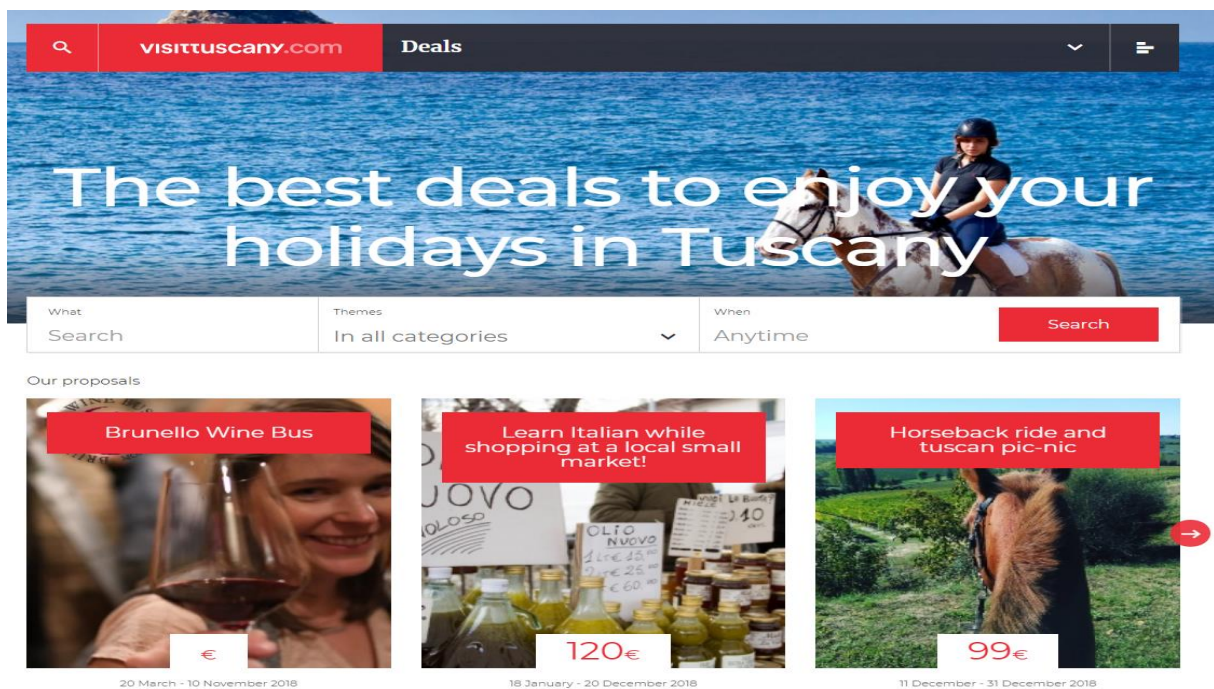 visittuscany.com
Deals
The best deals to enjoy your
holidays in Tuscany
What
Search
Themes
In all categories
When
Anytime
Search
Our proposals
Brunello Wine Bus
€
20 March - 10 November 2018
Learn Italian while
shopping at a local small
market!
UOVO
OLOSO
OLIO
NUOVO
120€
18 January - 20 December 2018
Horseback ride and
tuscan pic-nic
99€
11 December - 31 December 2018